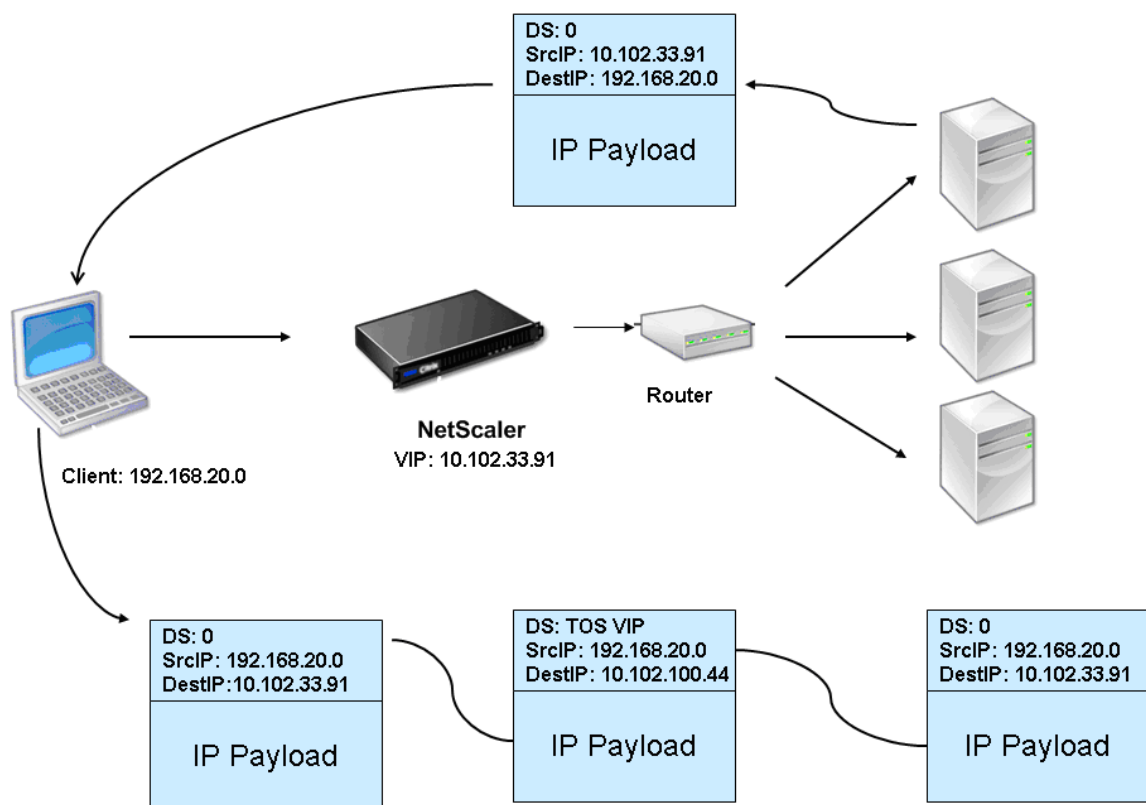 DS: 0
SrcIP: 10.102.33.91
DestIP: 192.168.20.0
IP Payload
Router
NetScaler
VIP: 10.102.33.91
Client: 192.168.20.0
DS: 0
SrcIP: 192.168.20.0
DestIP:10.102.33.91
IP Payload
DS: TOS VIP
SrcIP: 192.168.20.0
DestIP: 10.102.100.44
IP Payload
DS: 0
SrcIP: 192.168.20.0
DestIP: 10.102.33.91
IP Payload